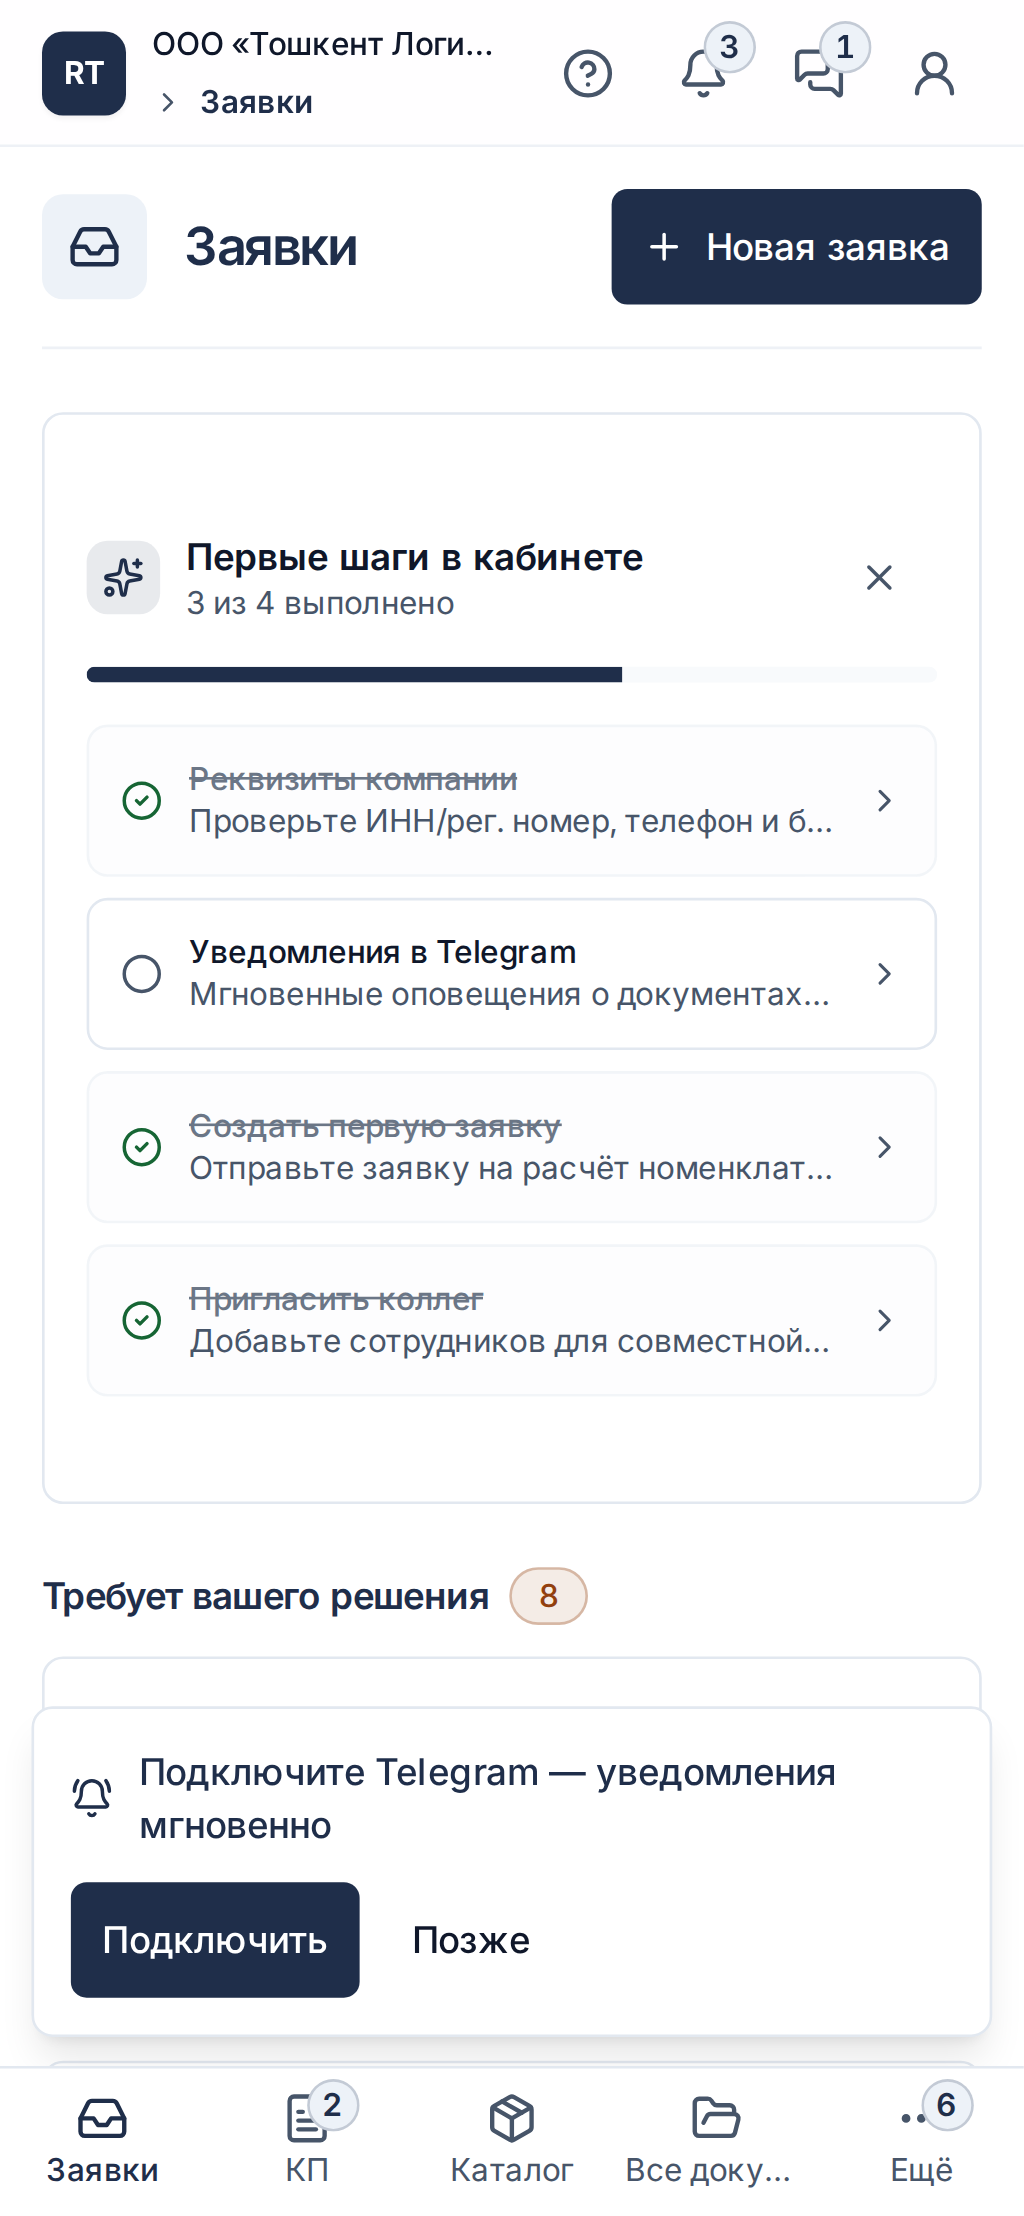 RT
ООО «Тошкент Логи...
Заявки
3
1
Заявки
Новая заявка
Первые шаги в кабинете
3 из 4 выполнено
Реквизиты компании
Проверьте ИНН/рег. номер, телефон и б...
Уведомления в Telegram
Мгновенные оповещения о документах...
Создать первую заявку
Отправьте заявку на расчёт номенклат...
Пригласить коллег
Добавьте сотрудников для совместной...
Требует вашего решения
8
Подключите Telegram — уведомления
мгновенно
Подключить
Позже
2
6
Заявки
КП
Каталог
Все доку...
Ещё